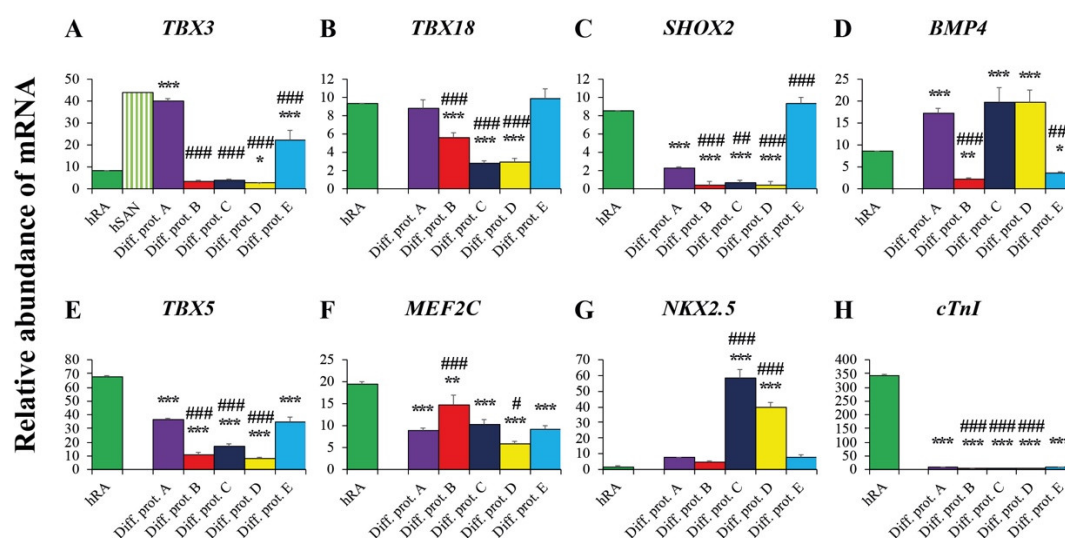 Relative abundance of mRNA
A TBX3
50
40
30
20
10
0
***
###
###
###
*
###
***
hRA
hSAN
Diff. prot. A
Diff. prot. B
Diff. prot. C
Diff. prot. D
Diff. prot. E
B TBX18
12
10
8
6
4
2
0
###
***
###
***
###
***
hRA
Diff. prot. A
Diff. prot. B
Diff. prot. C
Diff. prot. D
Diff. prot. E
C SHOX2
12
10
8
6
4
2
0
***
###
***
##
***
###
***
###
hRA
Diff. prot. A
Diff. prot. B
Diff. prot. C
Diff. prot. D
Diff. prot. E
D BMP4
25
20
15
10
5
0
***
###
**
***
***
##
*
hRA
Diff. prot. A
Diff. prot. B
Diff. prot. C
Diff. prot. D
Diff. prot. E
E TBX5
80
70
60
50
40
30
20
10
0
***
###
***
###
***
###
***
***
hRA
Diff. prot. A
Diff. prot. B
Diff. prot. C
Diff. prot. D
Diff. prot. E
F MEF2C
25
20
15
10
5
0
***
###
**
***
#
***
***
hRA
Diff. prot. A
Diff. prot. B
Diff. prot. C
Diff. prot. D
Diff. prot. E
G NKX2.5
70
60
50
40
30
20
10
0
###
***
###
***
hRA
Diff. prot. A
Diff. prot. B
Diff. prot. C
Diff. prot. D
Diff. prot. E
H cTnI
400
350
300
250
200
150
100
50
0
***
###
***
###
***
###
***
***
hRA
Diff. prot. A
Diff. prot. B
Diff. prot. C
Diff. prot. D
Diff. prot. E